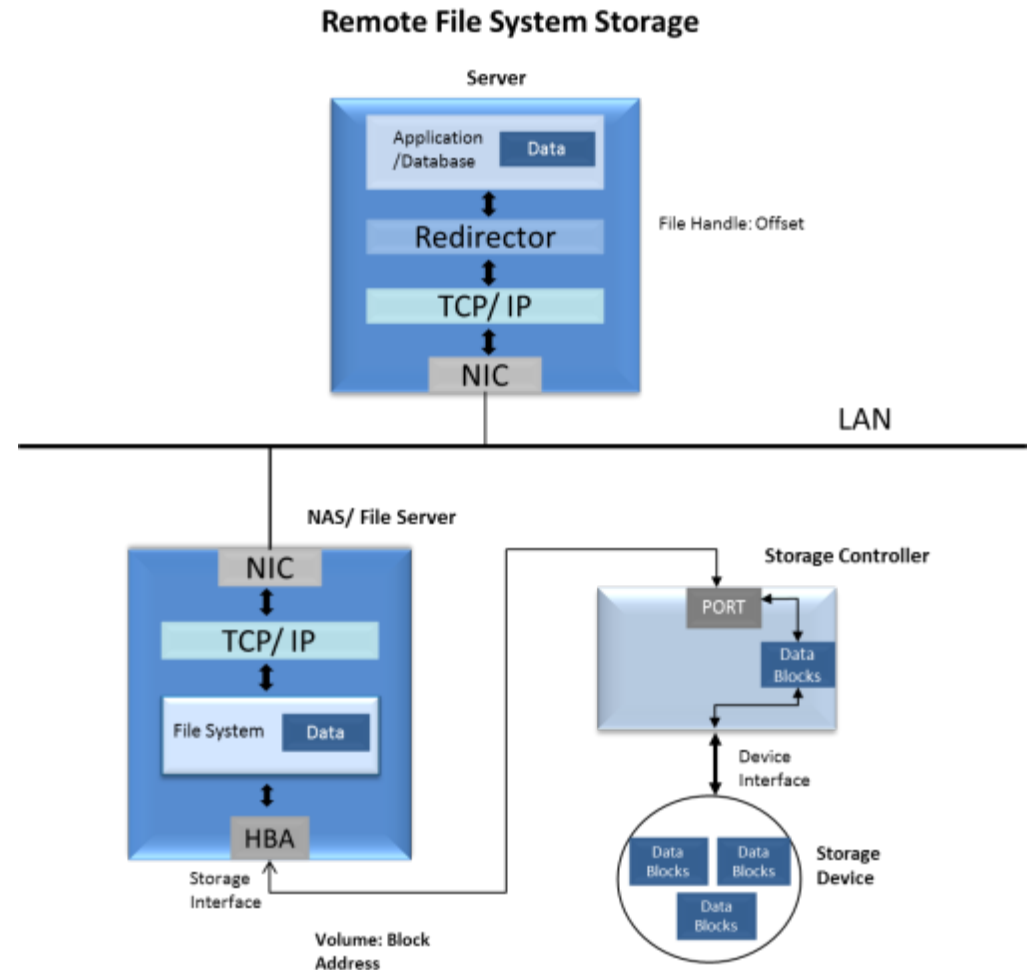 Remote File System Storage
Server
Application
/Database
Data
Redirector
File Handle: Offset
TCP/ IP
NIC
LAN
NAS/ File Server
NIC
TCP/ IP
File System
Data
HBA
Storage
Interface
Volume: Block
Address
Storage Controller
PORT
Data
Blocks
Device
Interface
Data
Blocks
Data
Blocks
Data
Blocks
Storage
Device